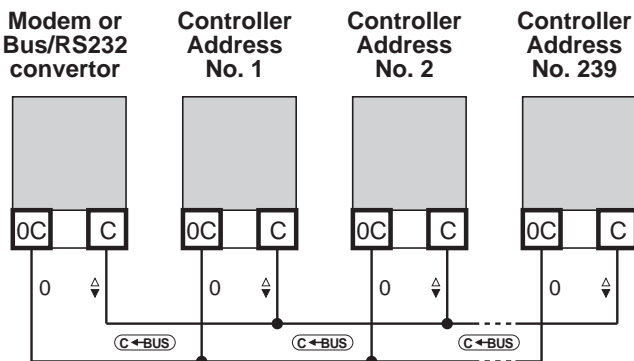 Modem or
Bus/RS232
convertor
Controller
Address
No. 1
Controller
Address
No. 2
Controller
Address
No. 239
0C C 0C C 0C C 0C C
0 0 0 0
C BUS C BUS C BUS